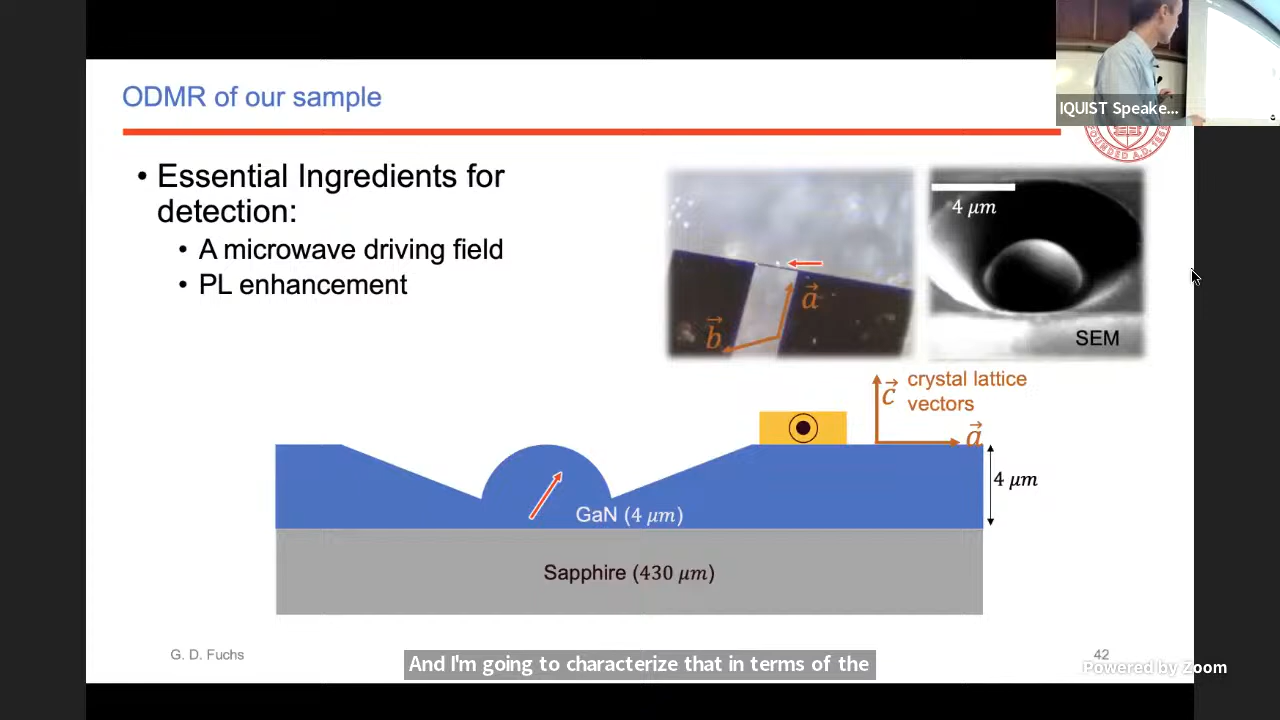 ODMR of our sample
IQUIST Speake...
FOUNDED A.D. 186
• Essential Ingredients for
detection:
• A microwave driving field
• PL enhancement
a⃗
b⃗
4 μm
SEM
c⃗
crystal lattice
vectors
a⃗
4 μm
GaN (4 μm)
Sapphire (430 μm)
G. D. Fuchs
And I'm going to characterize that in terms of the
42
Powered by Zoom